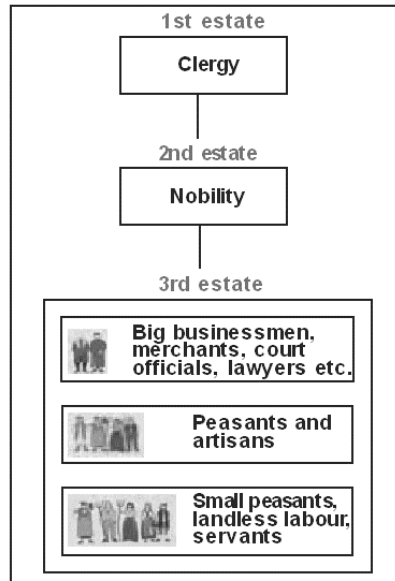 1st estate
Clergy
2nd estate
Nobility
3rd estate
Big businessmen,
merchants, court
officials, lawyers etc.
Peasants and
artisans
Small peasants,
landless labour,
servants